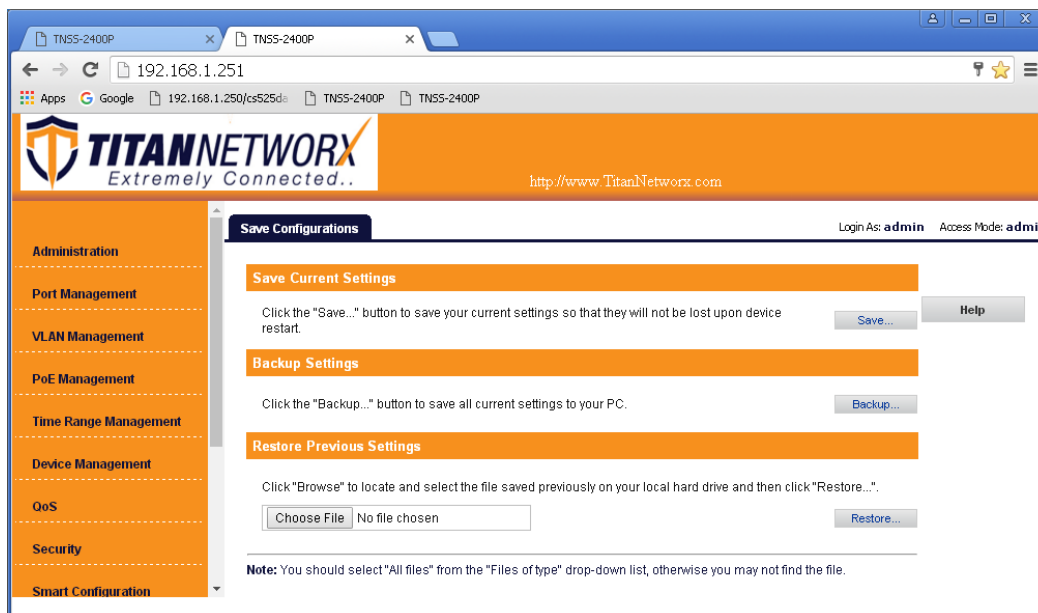 TNS5-2400P
TNS5-2400P
192.168.1.251
Apps Google 192.168.1.250/cs525da TNS5-2400P TNS5-2400P
TITANNETWORX
Extremely Connected..
http://www.TitanNetworx.com
Save Configurations
Login As: admin Access Mode: admi
Administration
Port Management
VLAN Management
PoE Management
Time Range Management
Device Management
QoS
Security
Smart Configuration
Save Current Settings
Click the "Save..." button to save your current settings so that they will not be lost upon device
restart.
Save...
Help
Backup Settings
Click the "Backup..." button to save all current settings to your PC.
Backup...
Restore Previous Settings
Click "Browse" to locate and select the file saved previously on your local hard drive and then click "Restore...".
Choose File No file chosen
Restore...
Note: You should select "All files" from the "Files of type" drop-down list, otherwise you may not find the file.